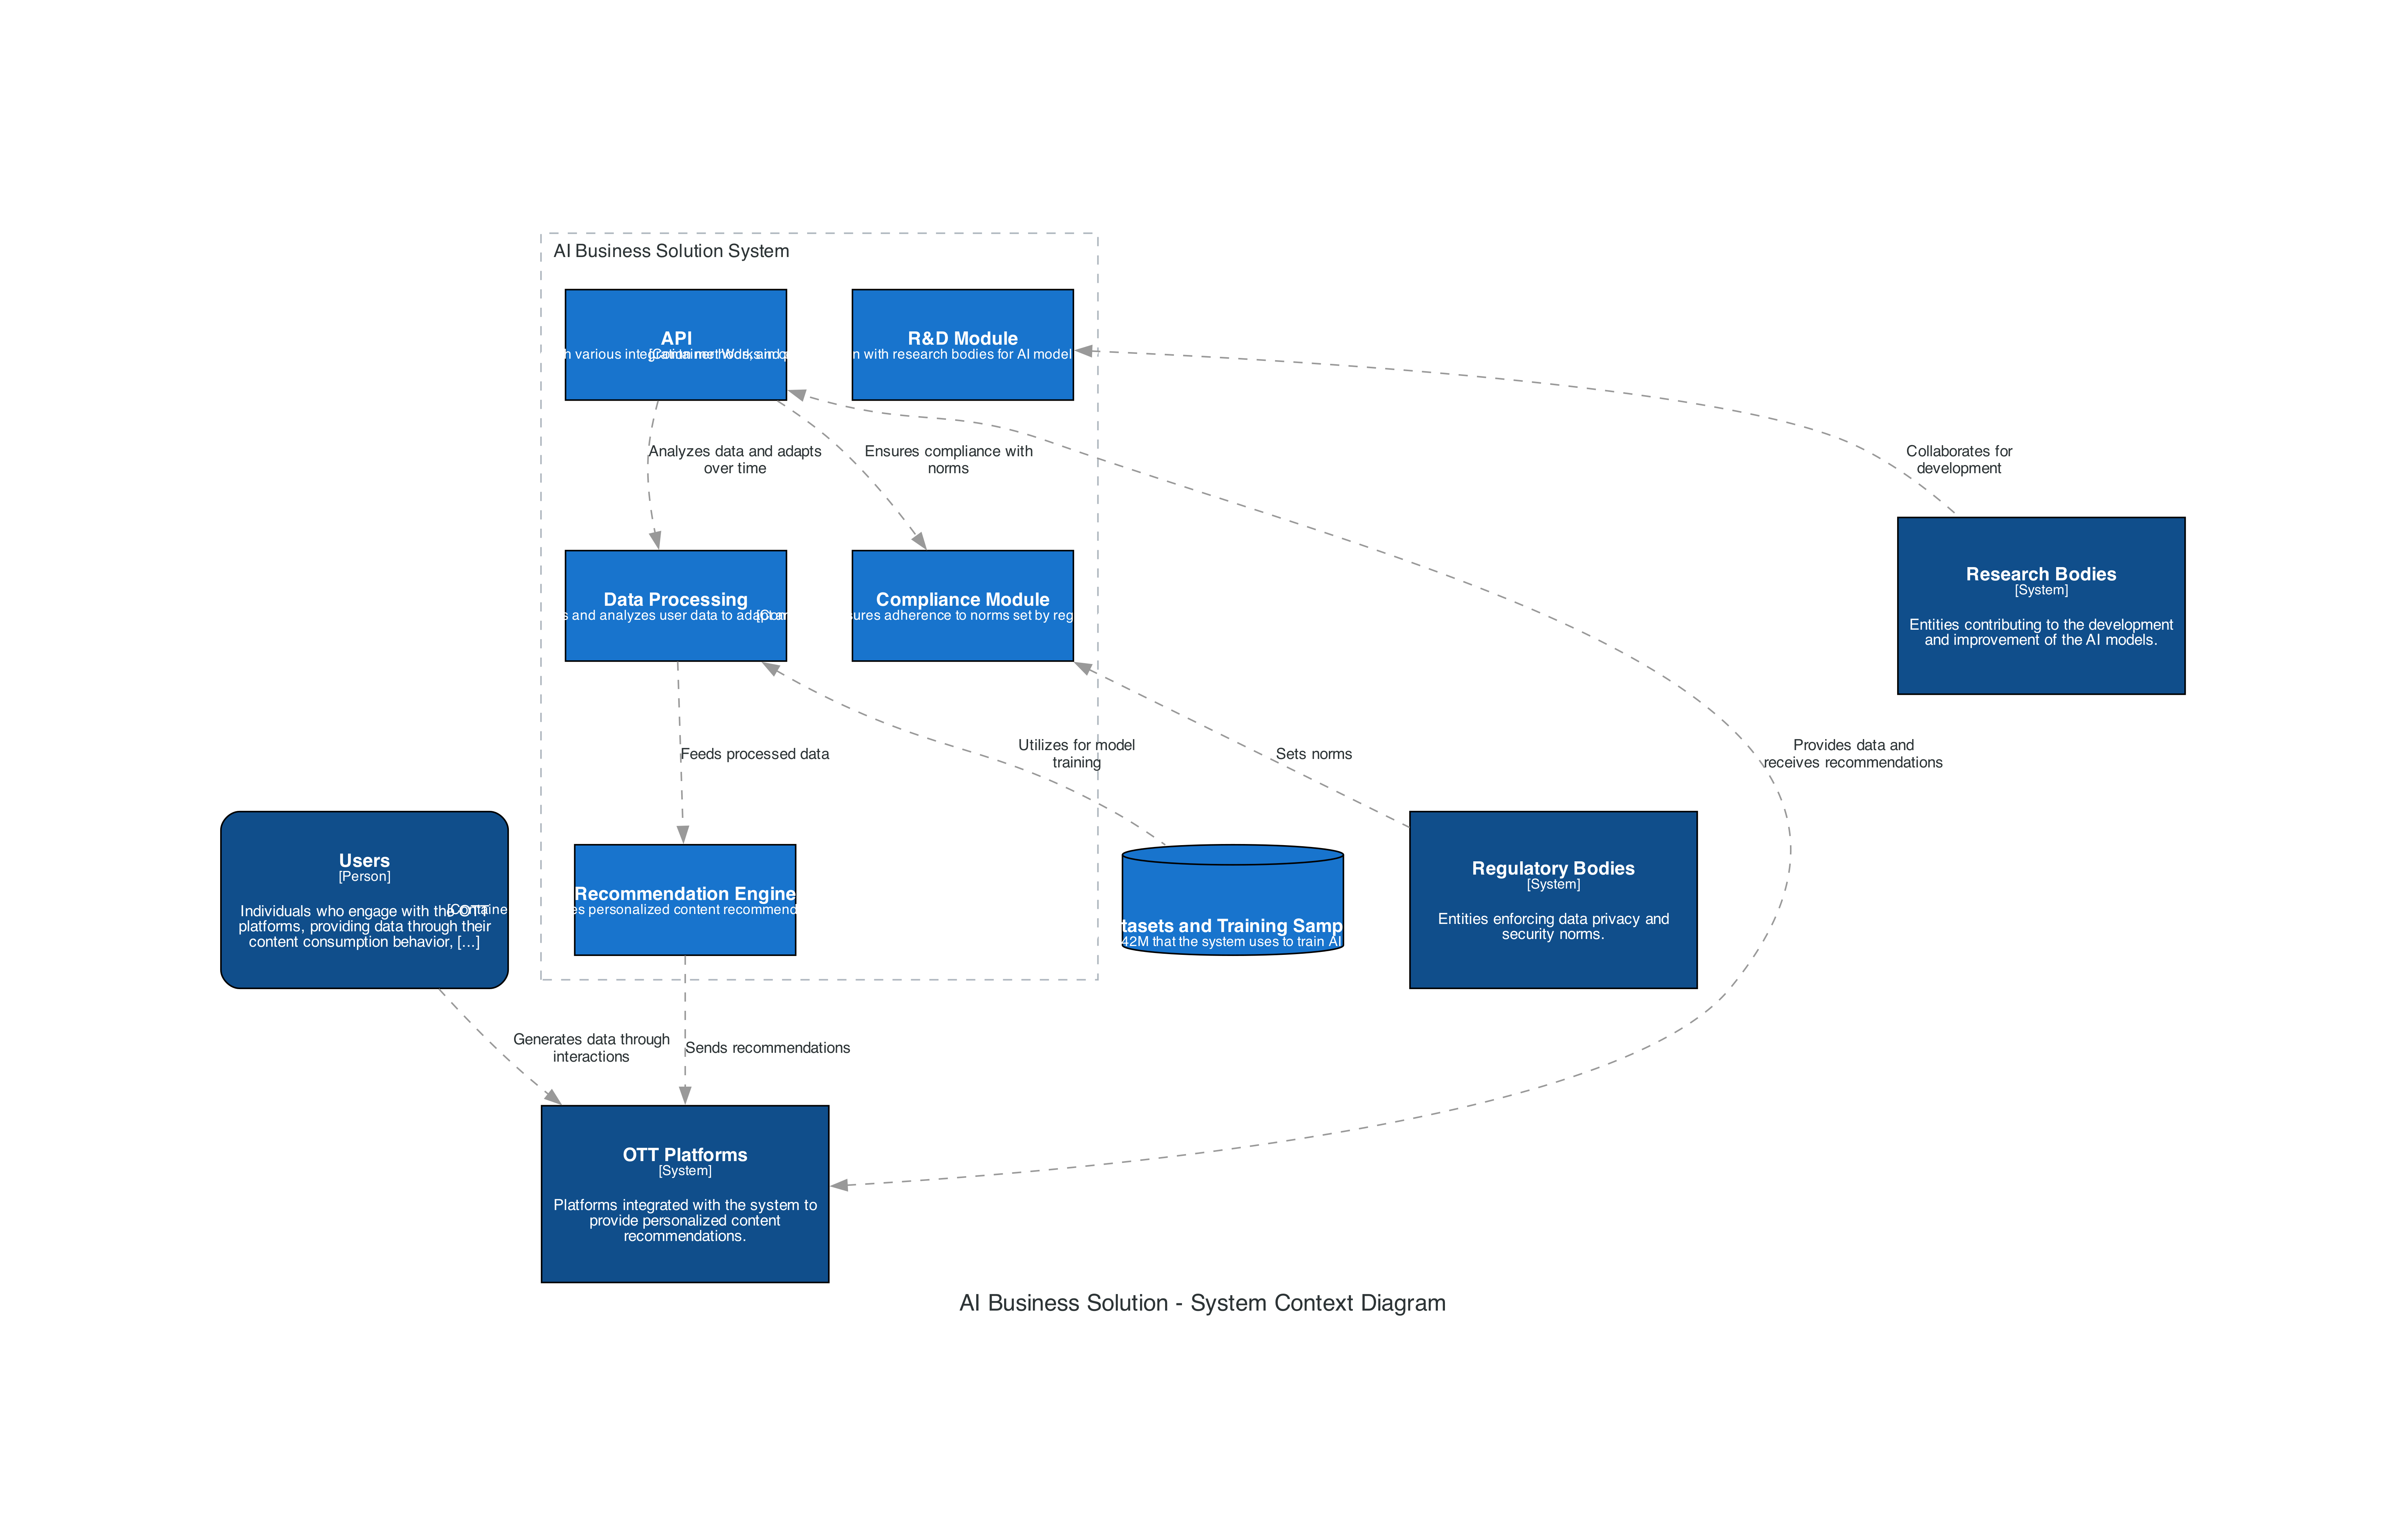 AI Business Solution System
API
h various integration methods, and
R&D Module
n with research bodies for AI model
Analyzes data and adapts
over time
Ensures compliance with
norms
Collaborates for
development
Data Processing
s and analyzes user data to adapt
Compliance Module
sures adherence to norms set by reg
Research Bodies
[System]
Entities contributing to the development
and improvement of the AI models.
Feeds processed data
Utilizes for model
training
Sets norms
Provides data and
receives recommendations
Users
[Person]
Individuals who engage with the OTT
platforms, providing data through their
content consumption behavior, [...]
[Containe
Recommendation Engine
es personalized content recommend
tasets and Training Samp
42M that the system uses to train AI
Regulatory Bodies
[System]
Entities enforcing data privacy and
security norms.
Generates data through
interactions
Sends recommendations
OTT Platforms
[System]
Platforms integrated with the system to
provide personalized content
recommendations.
AI Business Solution - System Context Diagram